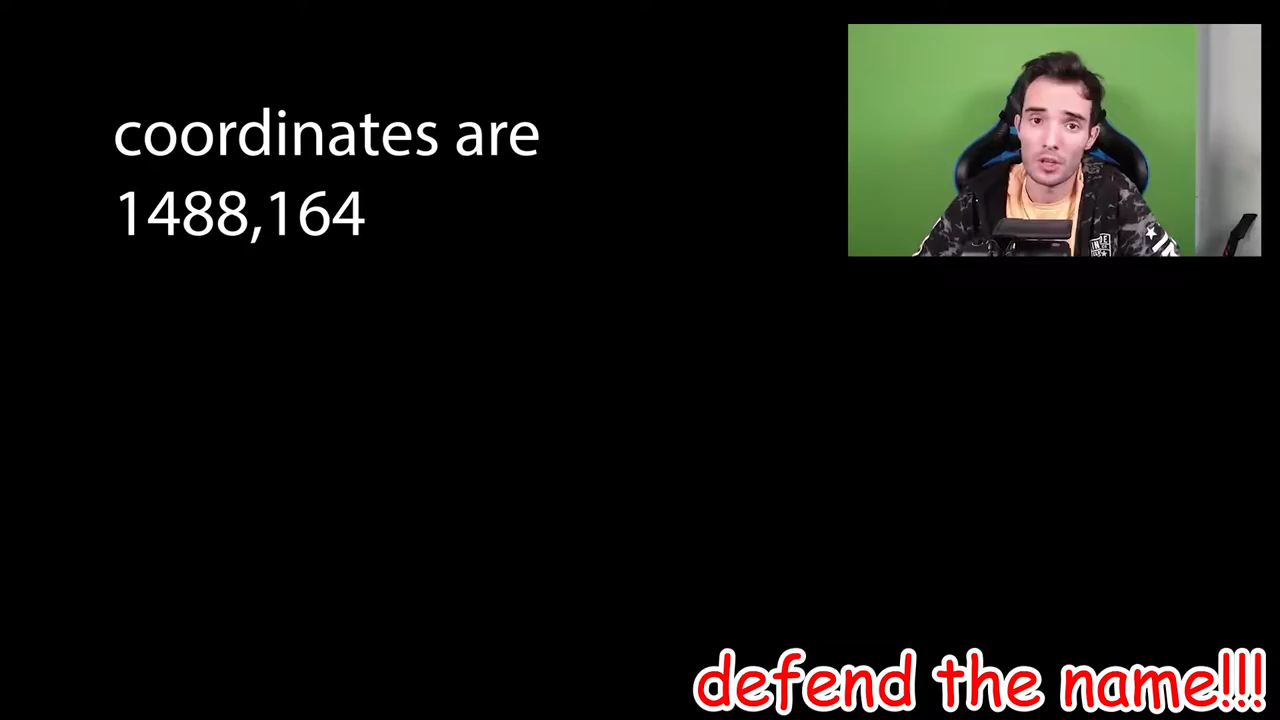 coordinates are
1488,164
defend the name!!!